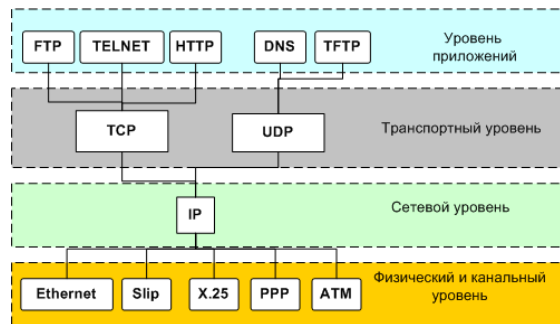 FTP TELNET HTTP DNS TFTP
Уровень
приложений
TCP UDP
Транспортный уровень
IP
Сетевой уровень
Физический и канальный
уровень
Ethernet Slip X.25 PPP ATM